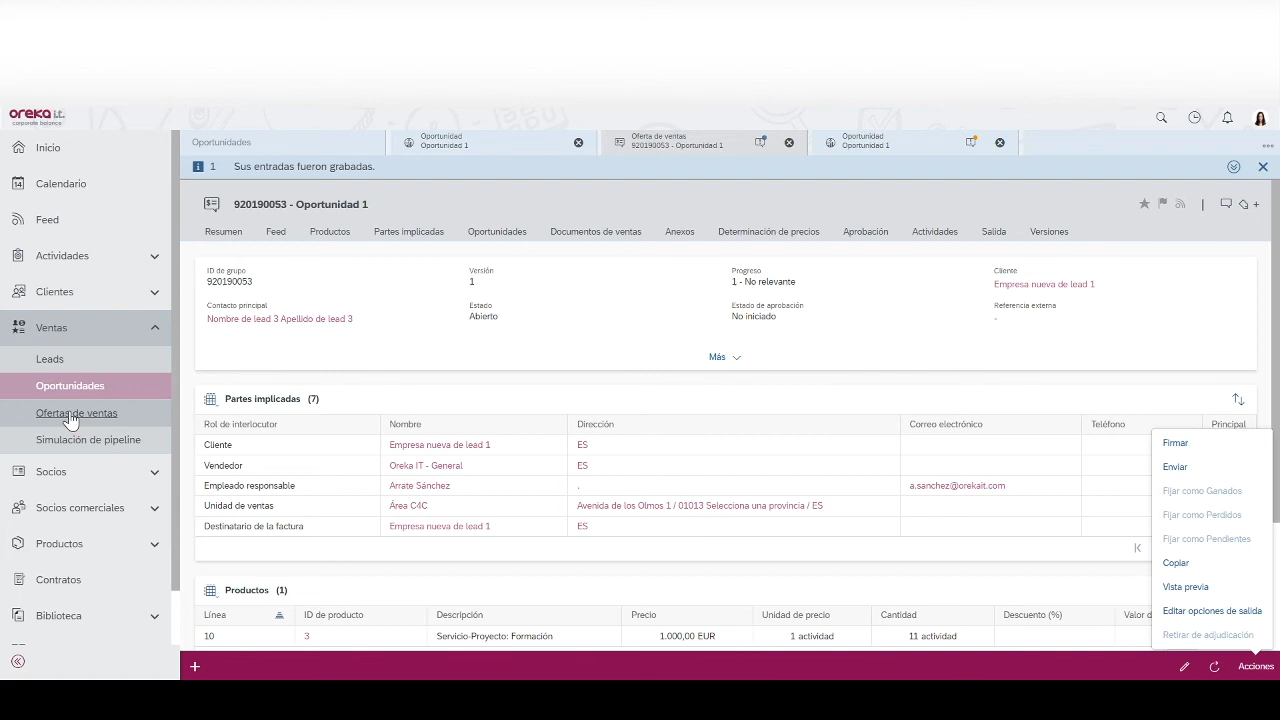 oreka i.t.
corporate balance
Inicio
14 Calendario
Feed
Actividades
Clientes
Ventas
Leads
Oportunidades
Ofertas de ventas
Simulación de pipeline
Socios
Socios comerciales
Productos
Contratos
Biblioteca
Oportunidades
Oportunidad
Oportunidad 1
Oferta de ventas
920190053 - Oportunidad 1
Oportunidad
Oportunidad 1
1 Sus entradas fueron grabadas.
920190053 - Oportunidad 1
Resumen Feed Productos Partes implicadas Oportunidades Documentos de ventas Anexos Determinación de precios Aprobación Actividades Salida Versiones
ID de grupo Versión Progreso Cliente
920190053 1 1 - No relevante Empresa nueva de lead 1
Contacto principal Estado Estado de aprobación Referencia externa
Nombre de lead 3 Apellido de lead 3 Abierto No iniciado -
Más
Partes implicadas (7)
Rol de interlocutor Nombre Dirección Correo electrónico Teléfono Principal
Cliente Empresa nueva de lead 1 ES
Vendedor Oreka IT - General ES
Empleado responsable Arrate Sánchez , a.sanchez@orekait.com
Unidad de ventas Área C4C Avenida de los Olmos 1 / 01013 Selecciona una provincia / ES
Destinatario de la factura Empresa nueva de lead 1 ES
Productos (1)
Línea ID de producto Descripción Precio Unidad de precio Cantidad Descuento (%) Valor d
10 3 Servicio-Proyecto: Formación 1.000,00 EUR 1 actividad 11 actividad
Firmar
Enviar
Fijar como Ganados
Fijar como Perdidos
Fijar como Pendientes
Copiar
Vista previa
Editar opciones de salida
Retirar de adjudicación
Acciones